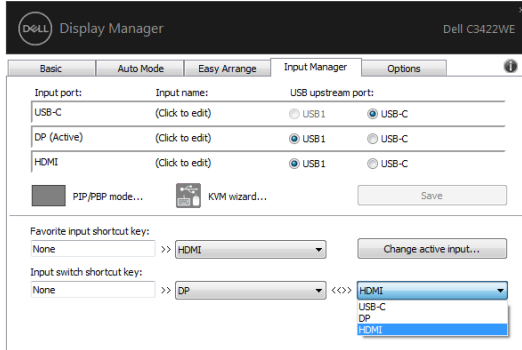 DELL Display Manager Dell C3422WE
Basic Auto Mode Easy Arrange Input Manager Options
Input port: Input name: USB upstream port:
USB-C (Click to edit) USB1 USB-C
DP (Active) (Click to edit) USB1 USB-C
HDMI (Click to edit) USB1 USB-C
PIP/PBP mode... KVM wizard... Save
Favorite input shortcut key:
None >> HDMI Change active input...
Input switch shortcut key:
None >> DP <<>> HDMI
USB-C
DP
HDMI